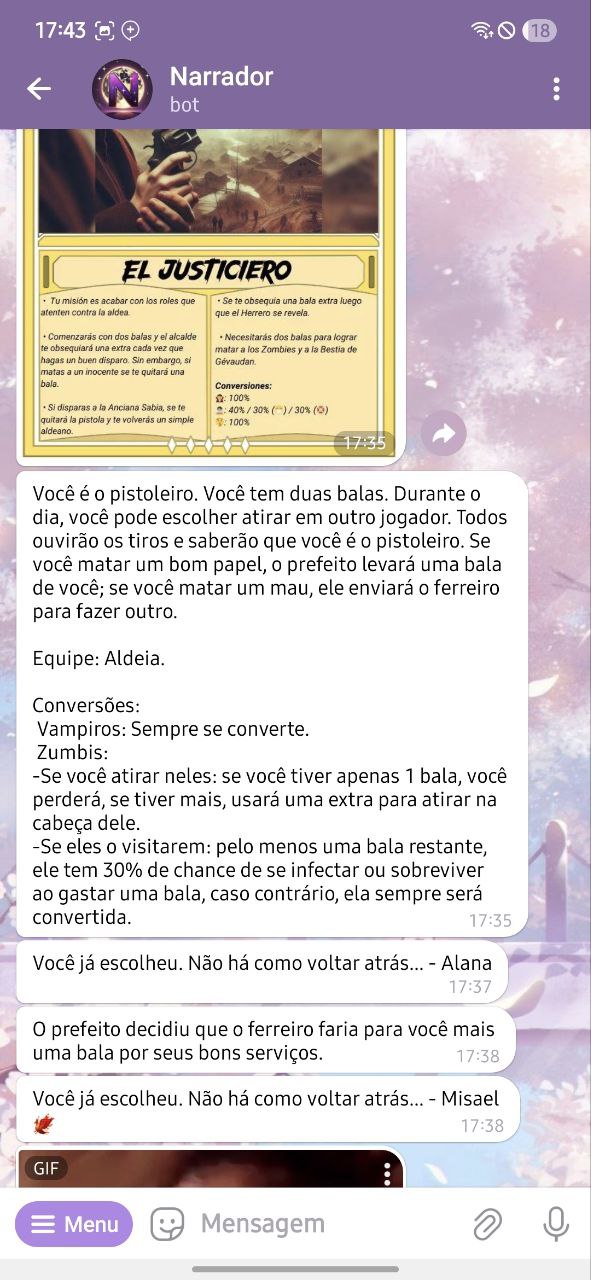 17:43
18
Narrador
bot
EL JUSTICIERO
• Tu misión es acabar con los roles que
atenten contra la aldea.
• Comenzarás con dos balas y el alcalde
te obsequiará una extra cada vez que
hagas un buen disparo. Sin embargo, si
matas a un inocente se te quitará una
bala.
• Si disparas a la Anciana Sabia, se te
quitará la pistola y te volverás un simple
aldeano.
• Se te obsequia una bala extra luego
que el Herrero se revela.
• Necesitarás dos balas para lograr
matar a los Zombies y a la Bestia de
Gévaudan.
Conversiones:
🧛: 100%
🧟: 40% / 30% () / 30% ()
: 100%
17:35
Você é o pistoleiro. Você tem duas balas. Durante o
dia, você pode escolher atirar em outro jogador. Todos
ouvirão os tiros e saberão que você é o pistoleiro. Se
você matar um bom papel, o prefeito levará uma bala
de você; se você matar um mau, ele enviará o ferreiro
para fazer outro.
Equipe: Aldeia.
Conversões:
Vampiros: Sempre se converte.
Zumbis:
-Se você atirar neles: se você tiver apenas 1 bala, você
perderá, se tiver mais, usará uma extra para atirar na
cabeça dele.
-Se eles o visitarem: pelo menos uma bala restante,
ele tem 30% de chance de se infectar ou sobreviver
ao gastar uma bala, caso contrário, ela sempre será
convertida.
17:35
Você já escolheu. Não há como voltar atrás... - Alana
17:37
O prefeito decidiu que o ferreiro faria para você mais
uma bala por seus bons serviços.
17:38
Você já escolheu. Não há como voltar atrás... - Misael
🍁
17:38
GIF
Menu
Mensagem